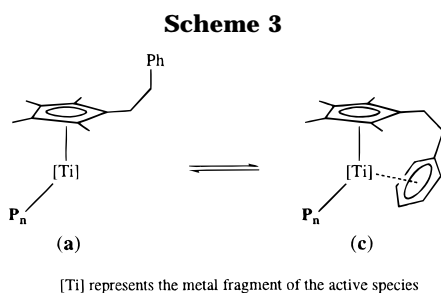 Scheme 3
Ph
[Ti] [Ti]
Pn Pn
(a) (c)
[Ti] represents the metal fragment of the active species